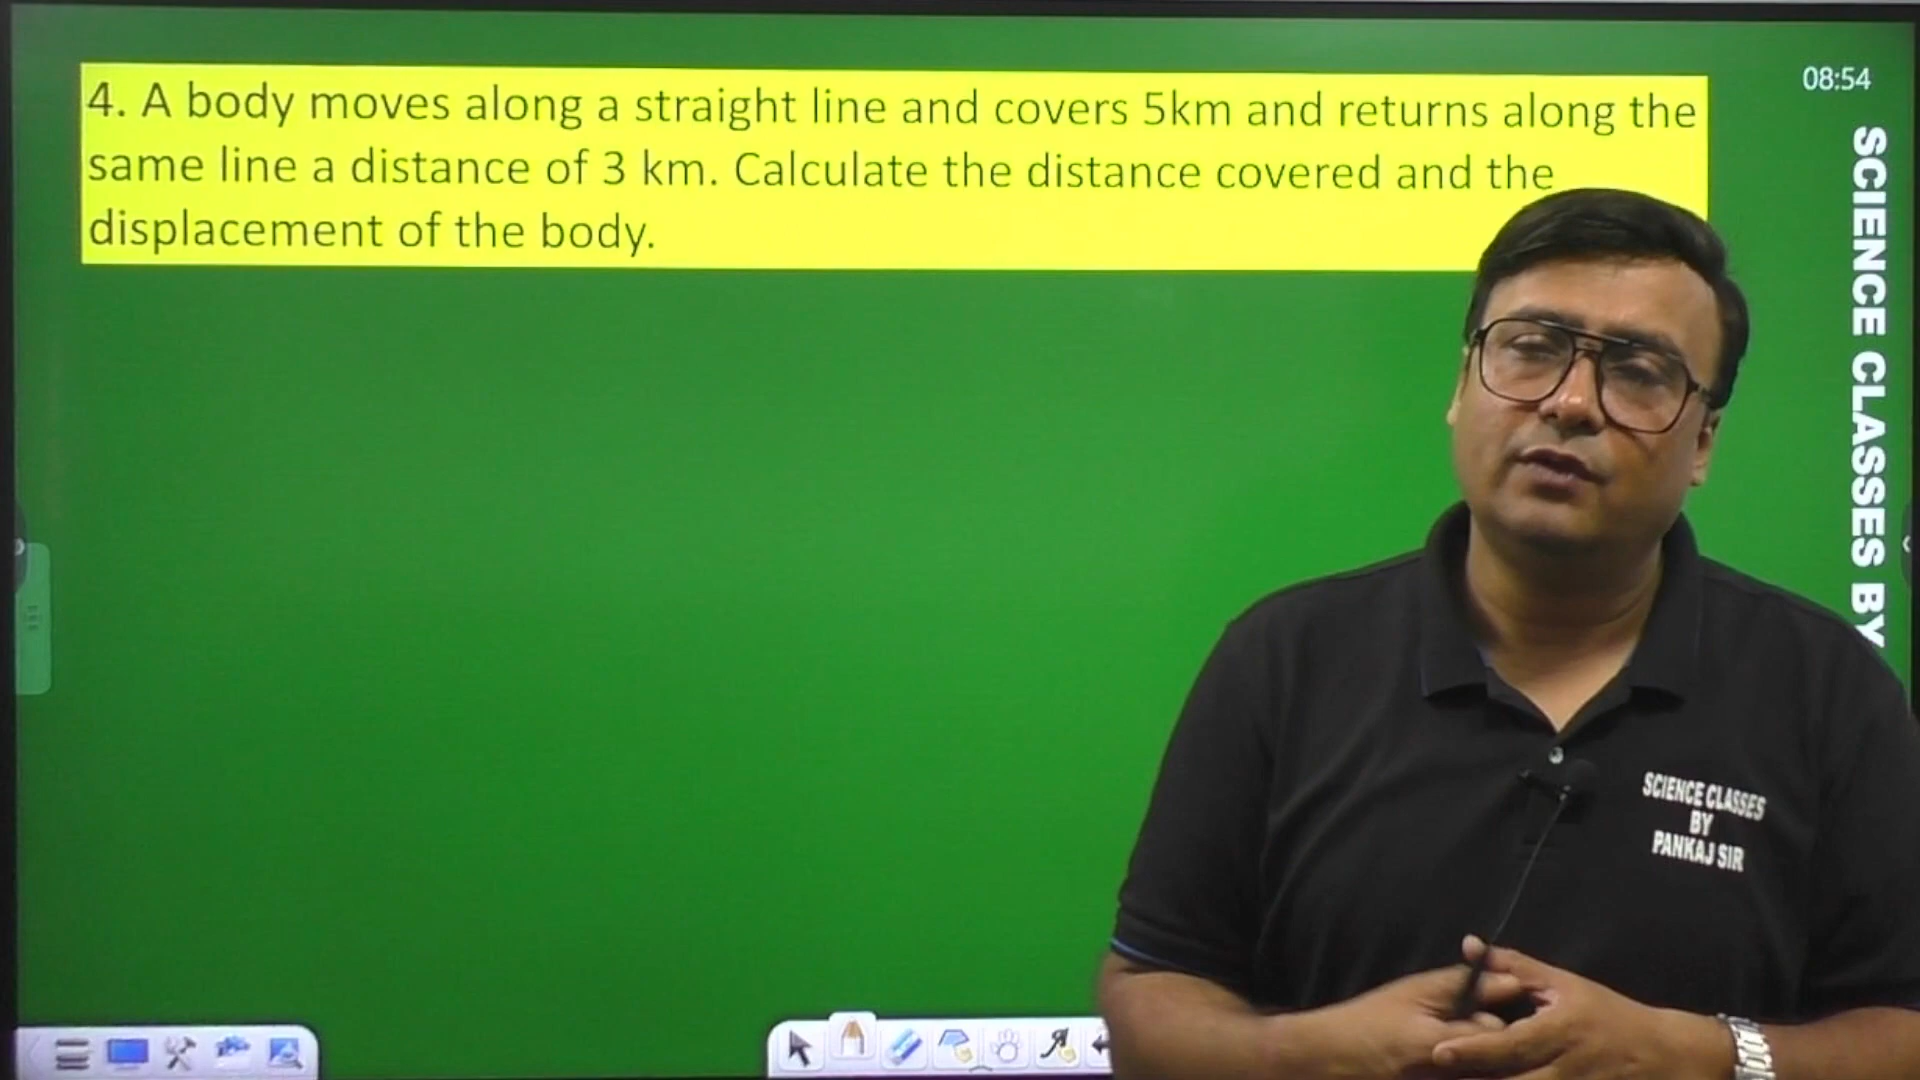 4. A body moves along a straight line and covers 5km and returns along the
same line a distance of 3 km. Calculate the distance covered and the
displacement of the body.
08:54
SCIENCE CLASSES BY
SCIENCE CLASSES
BY
PANKAJ SIR